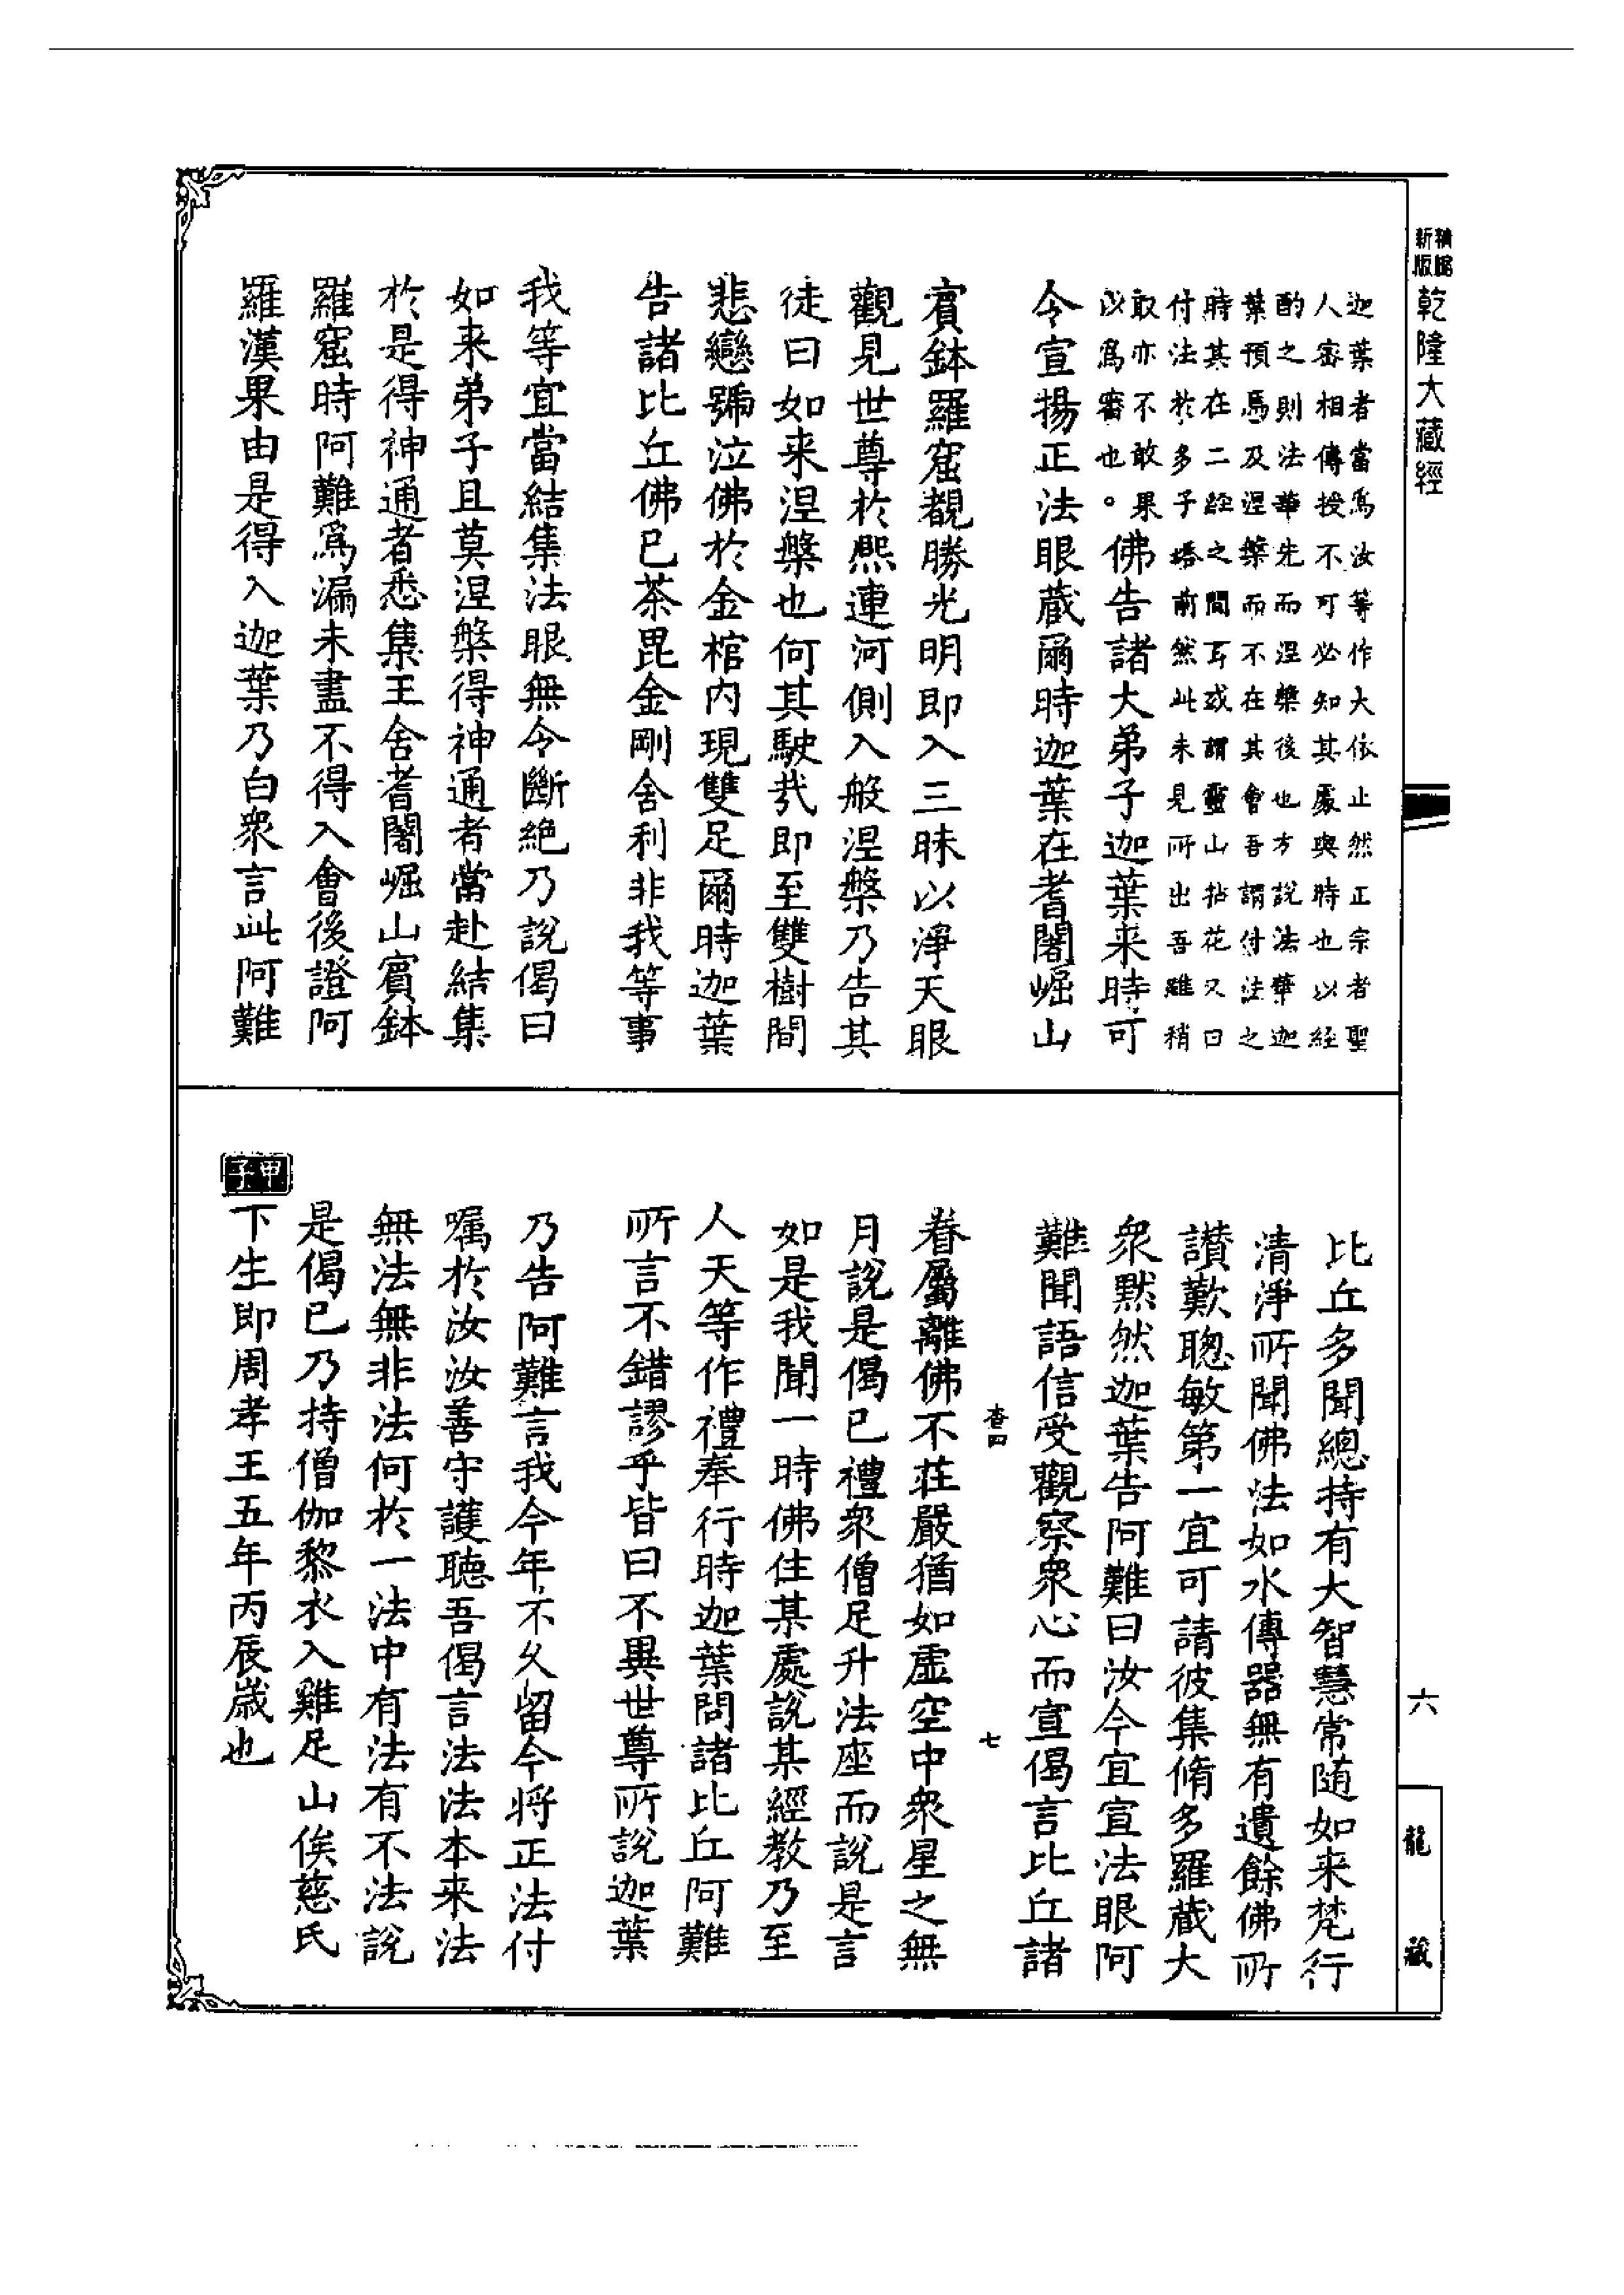 新版精縮乾隆大藏經
迦葉者當爲汝等作大依止然正宗者聖
人密相傳授不可必知其處與時也以經
酌之則法華先而涅槃後也方說法華迦
葉預焉及涅槃而不在其會吾謂付法之
時其在二經之間耳或謂靈山拈花又曰
付法於多子塔前然此未見所出吾雖稍
取亦不敢果
以爲審也。佛告諸大弟子迦葉来時可
令宣揚正法眼蔵爾時迦葉在耆闍崛山
賓鉢羅窟覩勝光明即入三昧以淨天眼
觀見世尊於熙連河側入般涅槃乃告其
徒曰如来涅槃也何其駛哉即至雙樹間
悲戀號泣佛於金棺内現雙足爾時迦葉
告諸比丘佛已茶毘金剛舍利非我等事
我等宜當結集法眼無令斷絶乃說偈曰
如来弟子且莫涅槃得神通者當赴結集
於是得神通者悉集王舍耆闍崛山賓鉢
羅窟時阿難爲漏未盡不得入會後證阿
羅漢果由是得入迦葉乃白衆言此阿難
比丘多聞總持有大智慧常随如来梵行
清淨所聞佛法如水傳器無有遺餘佛所
讃歎聰敏第一宜可請彼集脩多羅蔵大
衆默然迦葉告阿難曰汝今宜宣法眼阿
難聞語信受觀察衆心而宣偈言比丘諸
眷屬離佛不莊嚴猶如虚空中衆星之無
月說是偈已禮衆僧足升法座而說是言
如是我聞一時佛住某處說某經教乃至
人天等作禮奉行時迦葉問諸比丘阿難
所言不錯謬乎皆曰不異世尊所說迦葉
乃告阿難言我今年不久留今将正法付
嘱於汝汝善守護聽吾偈言法法本来法
無法無非法何於一法中有法有不法說
是偈已乃持僧伽黎衣入雞足山俟慈氏
下生即周孝王五年丙辰歲也
甲子
七
六
龍藏